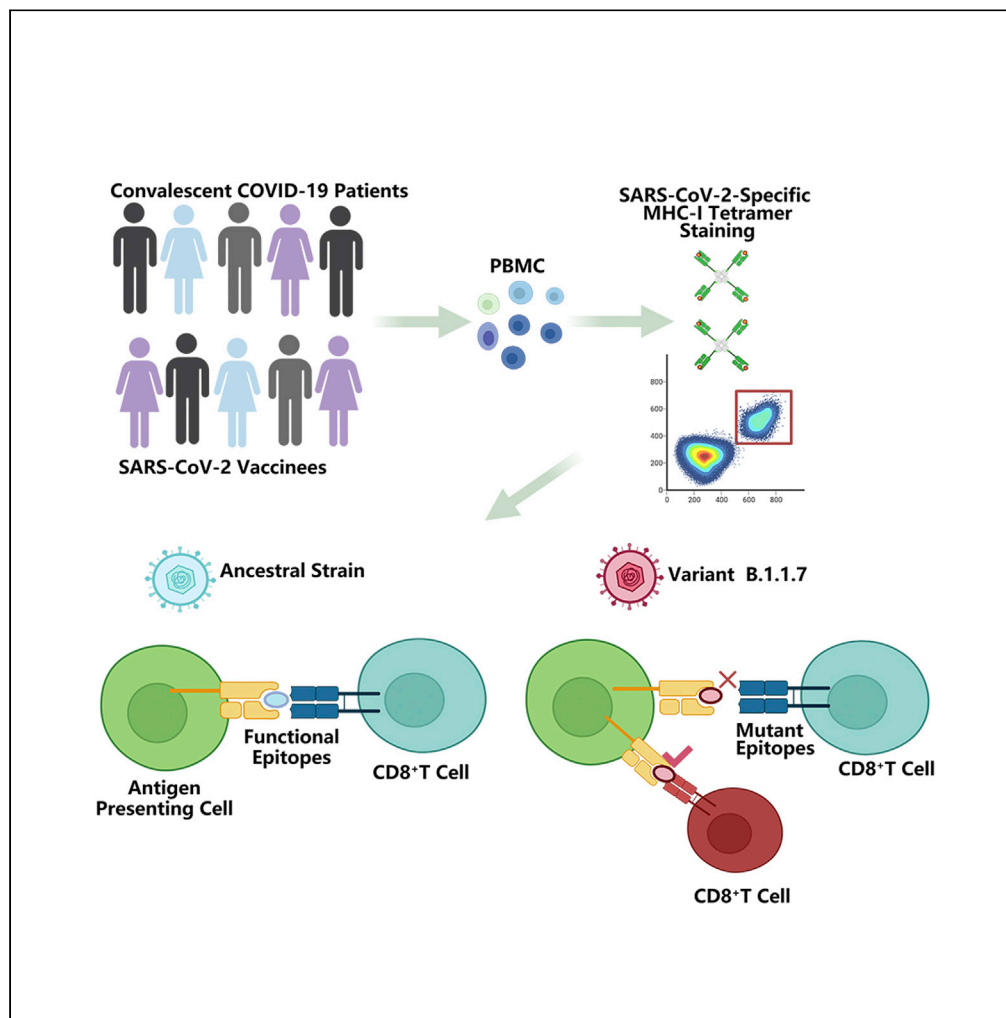 Convalescent COVID-19 Patients
SARS-CoV-2 Vaccinees
PBMC
SARS-CoV-2-Specific
MHC-I Tetramer
Staining
800
600
400
200
0
0 200 400 600 800
Ancestral Strain
Variant B.1.1.7
Functional
Epitopes
Antigen
Presenting Cell
CD8+T Cell
Mutant
Epitopes
CD8+T Cell
CD8+T Cell